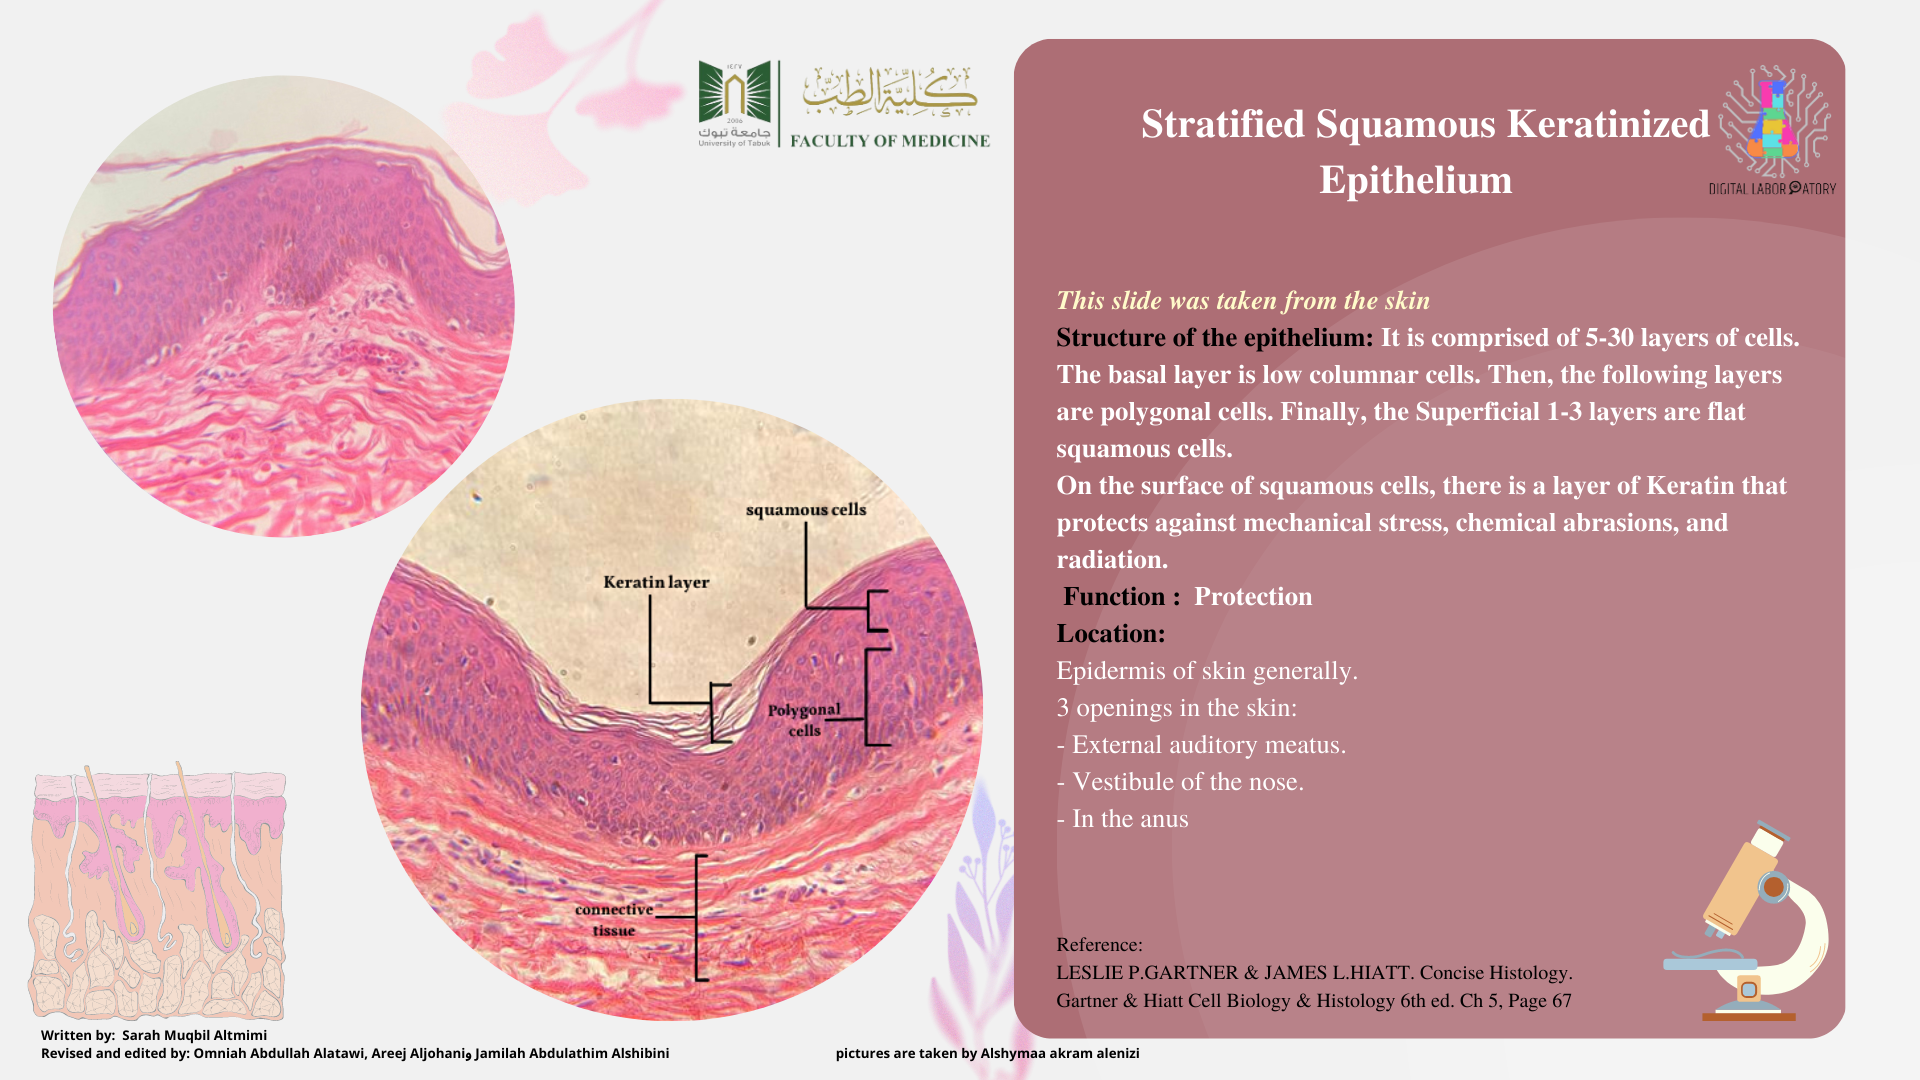 ١٤٢٧
2006
جامعة تبوك
University of Tabuk
كلية الطب
FACULTY OF MEDICINE
Stratified Squamous Keratinized
Epithelium
DIGITAL LABORATORY
This slide was taken from the skin
Structure of the epithelium: It is comprised of 5-30 layers of cells.
The basal layer is low columnar cells. Then, the following layers
are polygonal cells. Finally, the Superficial 1-3 layers are flat
squamous cells.
On the surface of squamous cells, there is a layer of Keratin that
protects against mechanical stress, chemical abrasions, and
radiation.
Function : Protection
Location:
Epidermis of skin generally.
3 openings in the skin:
- External auditory meatus.
- Vestibule of the nose.
- In the anus
Reference:
LESLIE P.GARTNER & JAMES L.HIATT. Concise Histology.
Gartner & Hiatt Cell Biology & Histology 6th ed. Ch 5, Page 67
squamous cells
Keratin layer
Polygonal
cells
connective
tissue
Written by: Sarah Muqbil Altmimi
Revised and edited by: Omniah Abdullah Alatawi, Areej Aljohaniو Jamilah Abdulathim Alshibini
pictures are taken by Alshymaa akram alenizi